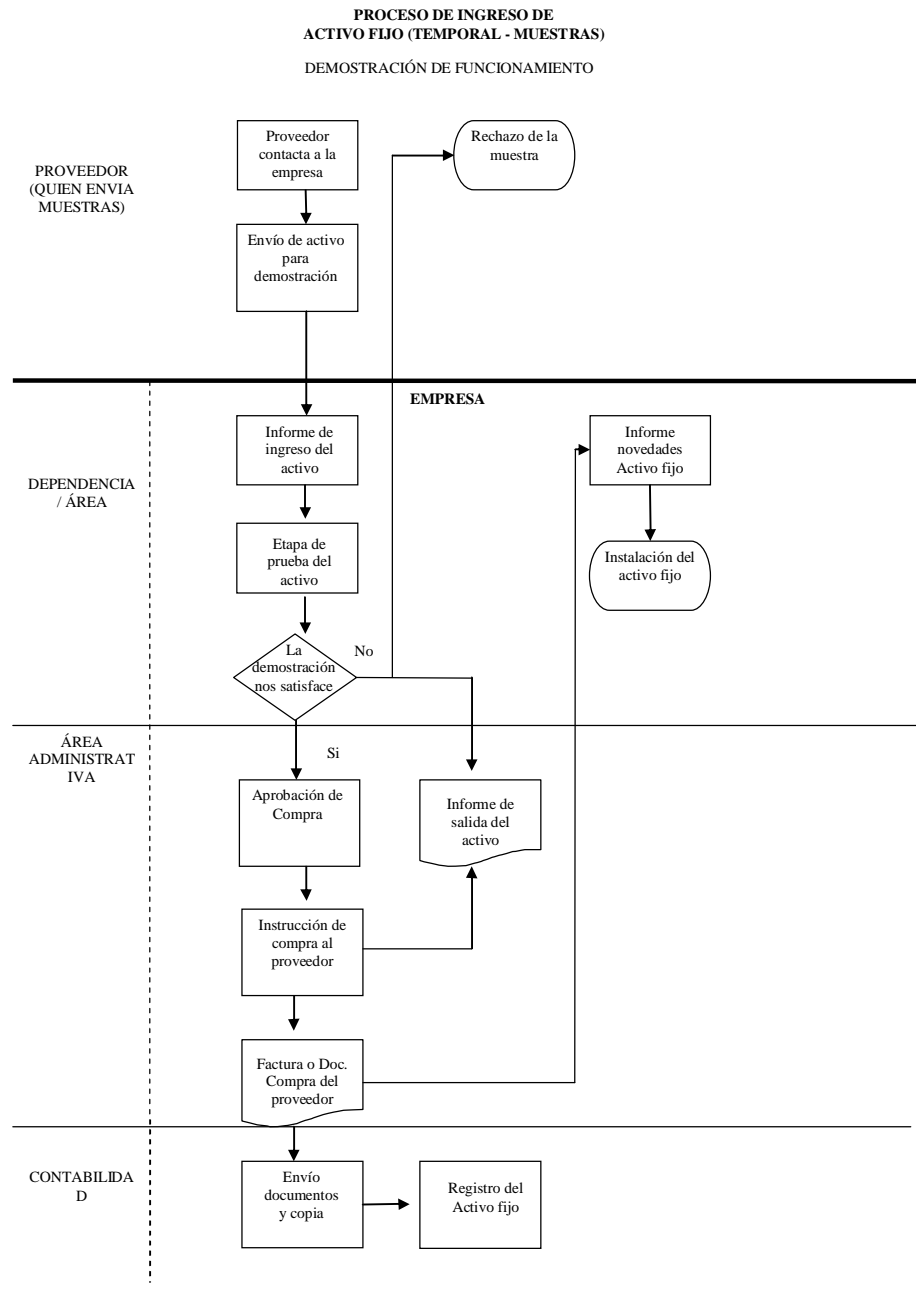 PROCESO DE INGRESO DE
ACTIVO FIJO (TEMPORAL - MUESTRAS)
DEMOSTRACIÓN DE FUNCIONAMIENTO
PROVEEDOR
(QUIEN ENVIA
MUESTRAS)
Proveedor
contacta a la
empresa
Rechazo de la
muestra
Envío de activo
para
demostración
EMPRESA
DEPENDENCIA
/ ÁREA
Informe de
ingreso del
activo
Informe
novedades
Activo fijo
Etapa de
prueba del
activo
Instalación del
activo fijo
La
demostración
nos satisface
No
ÁREA
ADMINISTRAT
IVA
Si
Aprobación de
Compra
Informe de
salida del
activo
Instrucción de
compra al
proveedor
Factura o Doc.
Compra del
proveedor
CONTABILIDA
D
Envío
documentos
y copia
Registro del
Activo fijo